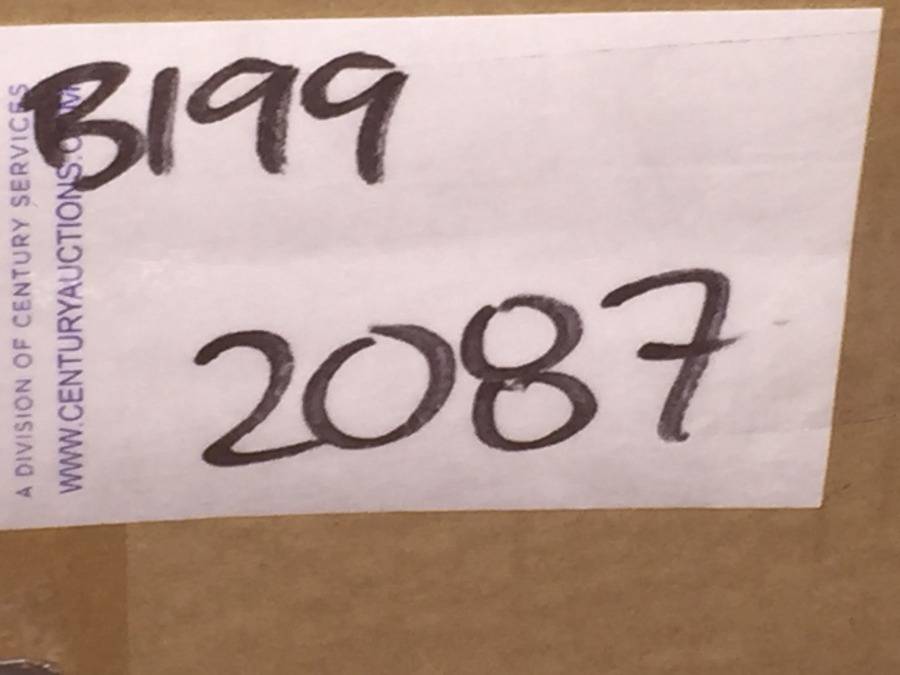 B199
2087
A DIVISION OF CENTURY SERVICES
WWW.CENTURYAUCTIONS.COM